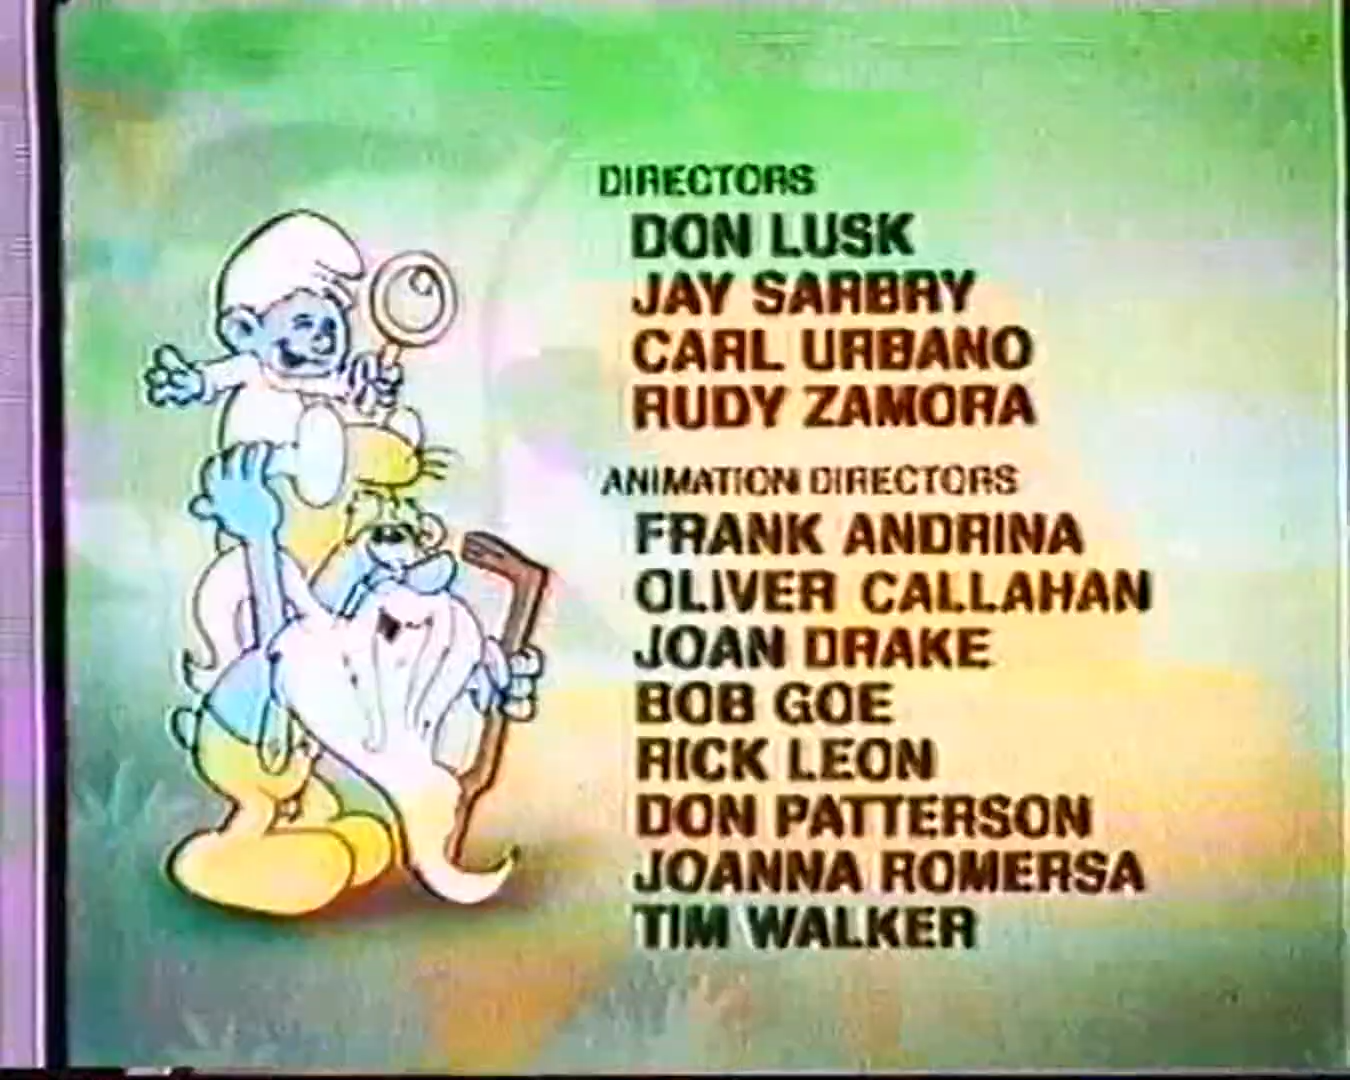 DIRECTORS
DON LUSK
JAY SARBRY
CARL URBANO
RUDY ZAMORA
ANIMATION DIRECTORS
FRANK ANDRINA
OLIVER CALLAHAN
JOAN DRAKE
BOB GOE
RICK LEON
DON PATTERSON
JOANNA ROMERSA
TIM WALKER